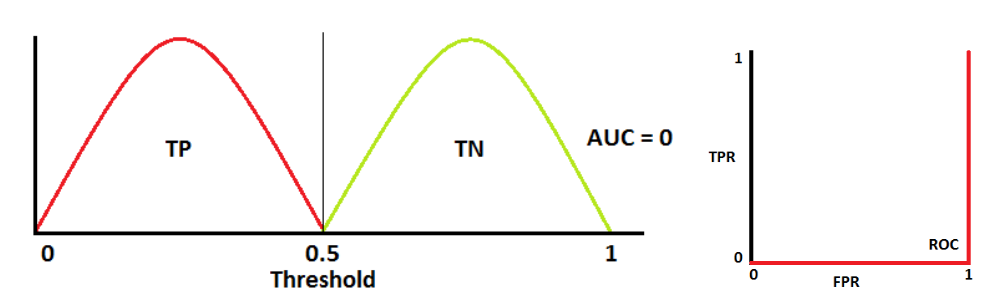 TP
TN
AUC = 0
0
0.5
1
Threshold
1
TPR
0
ROC
0
FPR
1